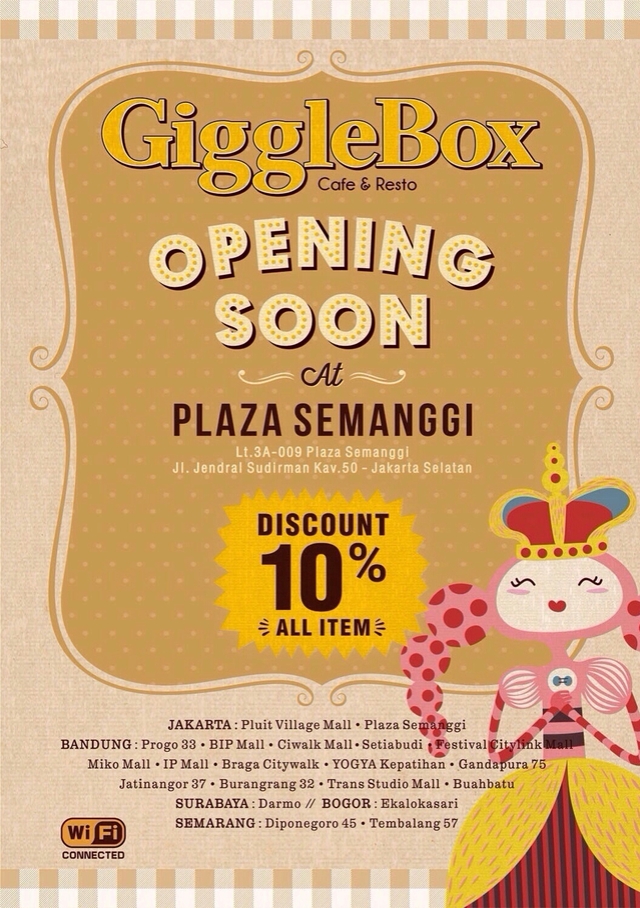 GiggleBox
Cafe & Resto
OPENING
SOON
At
PLAZA SEMANGGI
Lt.3A-009 Plaza Semanggi
Jl. Jendral Sudirman Kav.50 - Jakarta Selatan
DISCOUNT
10%
ALL ITEM
JAKARTA : Pluit Village Mall • Plaza Semanggi
BANDUNG : Progo 33 • BIP Mall • Ciwalk Mall • Setiabudi • Festival Citylink Mall
Miko Mall • IP Mall • Braga Citywalk • YOGYA Kepatihan • Gandapura 75
Jatinangor 37 • Burangrang 32 • Trans Studio Mall • Buahbatu
SURABAYA : Darmo // BOGOR : Ekalokasari
SEMARANG : Diponegoro 45 • Tembalang 57
Wi Fi
CONNECTED